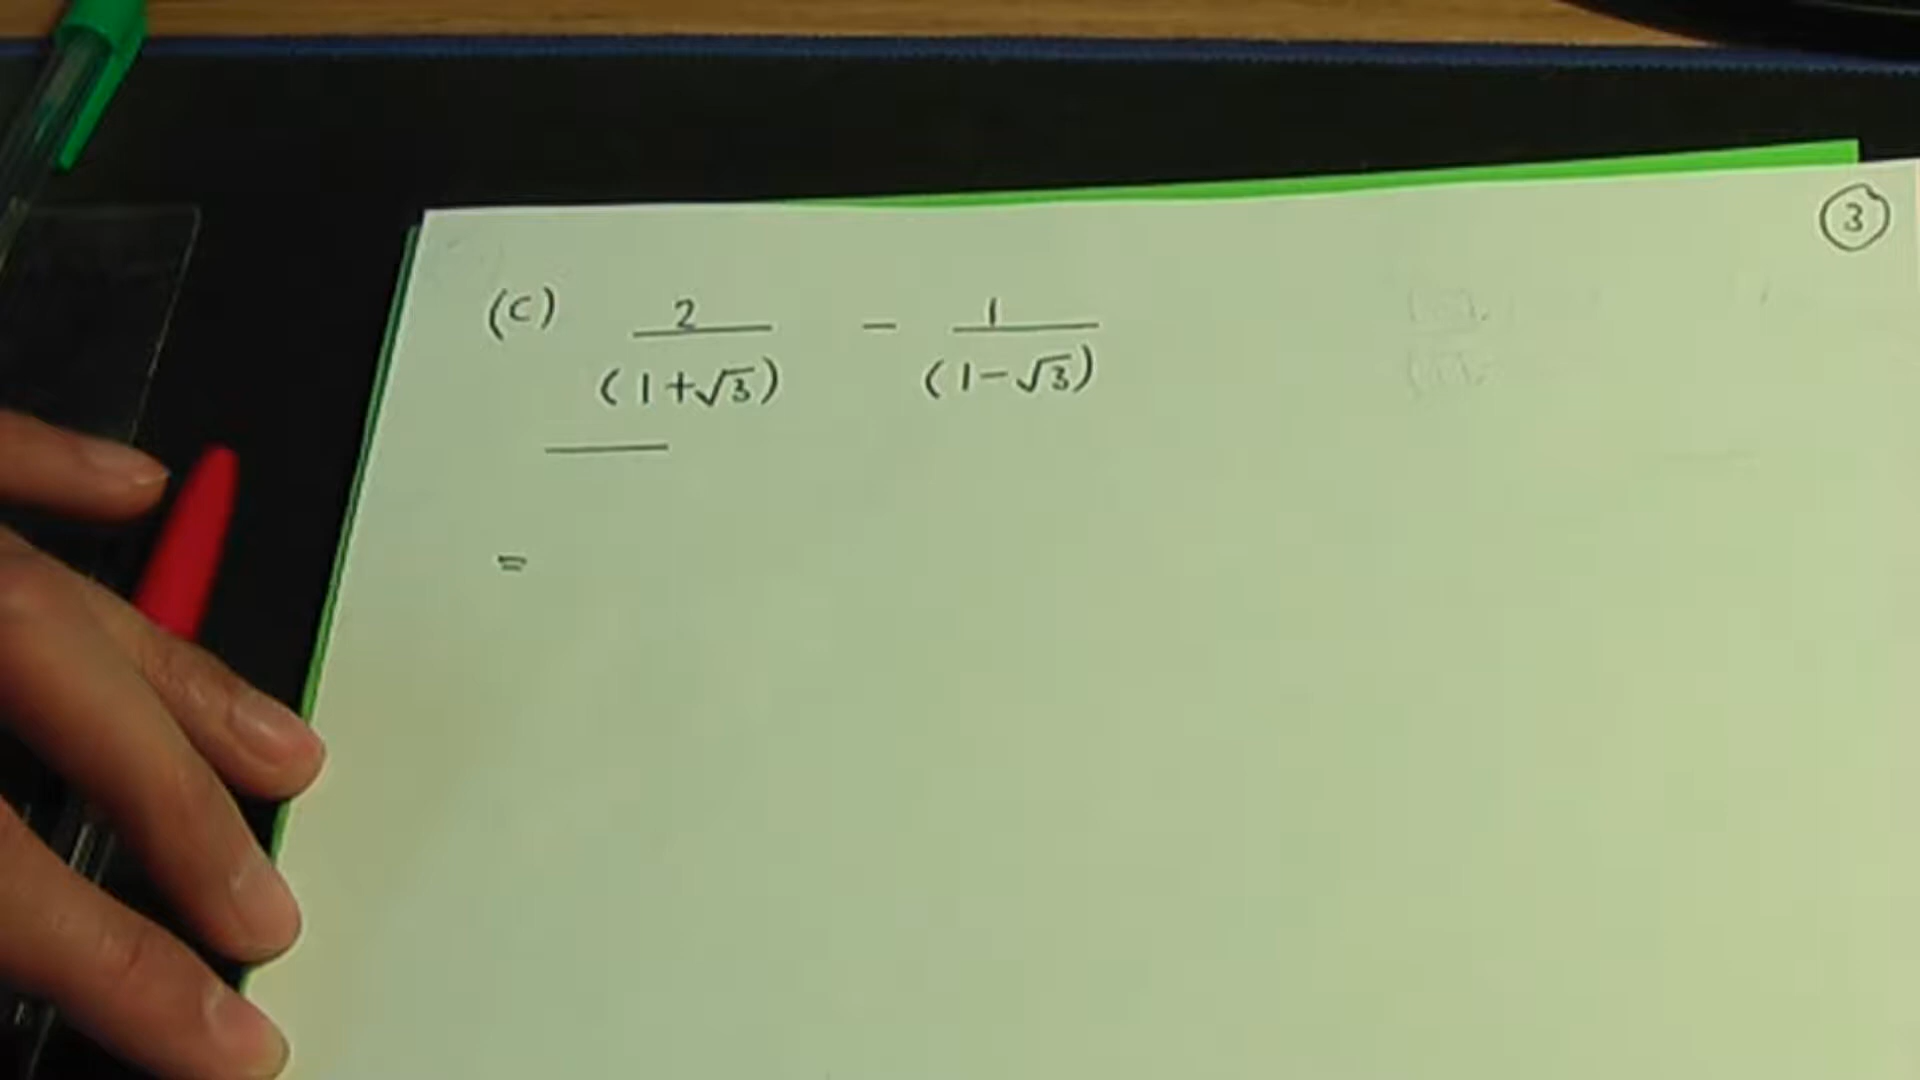 ③
(c) 2/(1+√3) - 1/(1-√3)
=